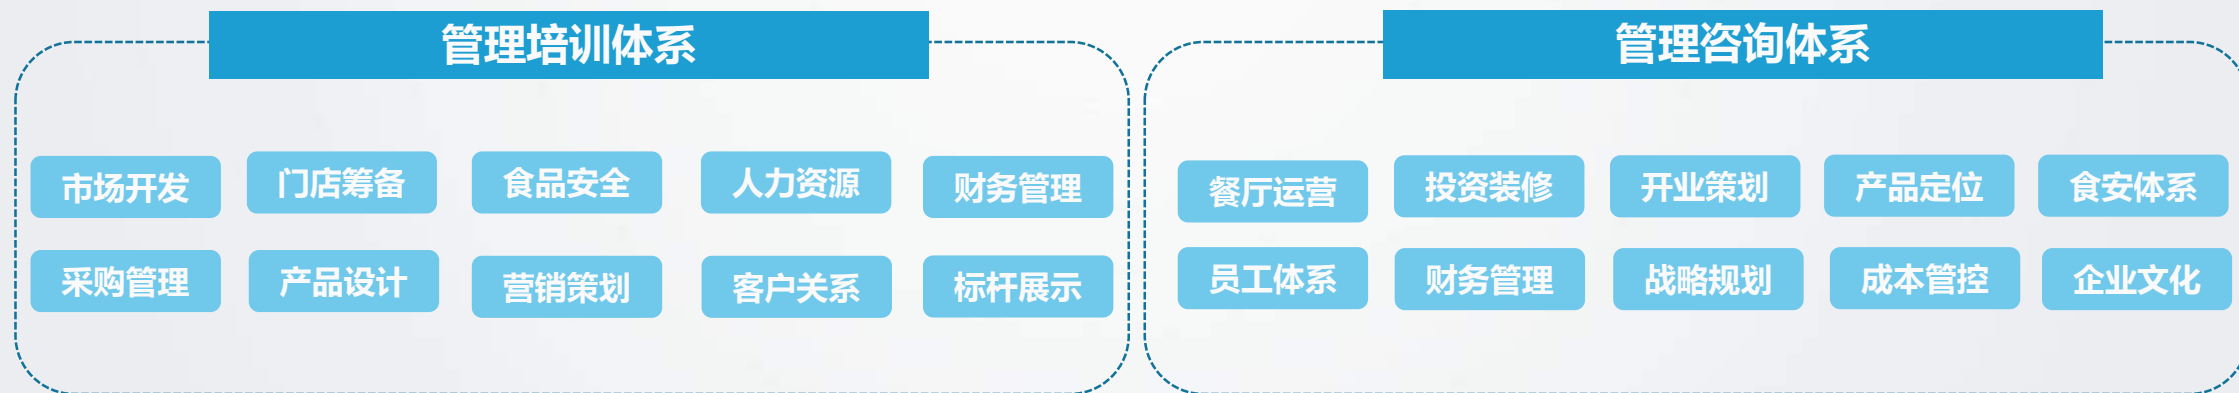 管理培训体系
市场开发 门店筹备 食品安全 人力资源 财务管理
采购管理 产品设计 营销策划 客户关系 标杆展示
管理咨询体系
餐厅运营 投资装修 开业策划 产品定位 食安体系
员工体系 财务管理 战略规划 成本管控 企业文化